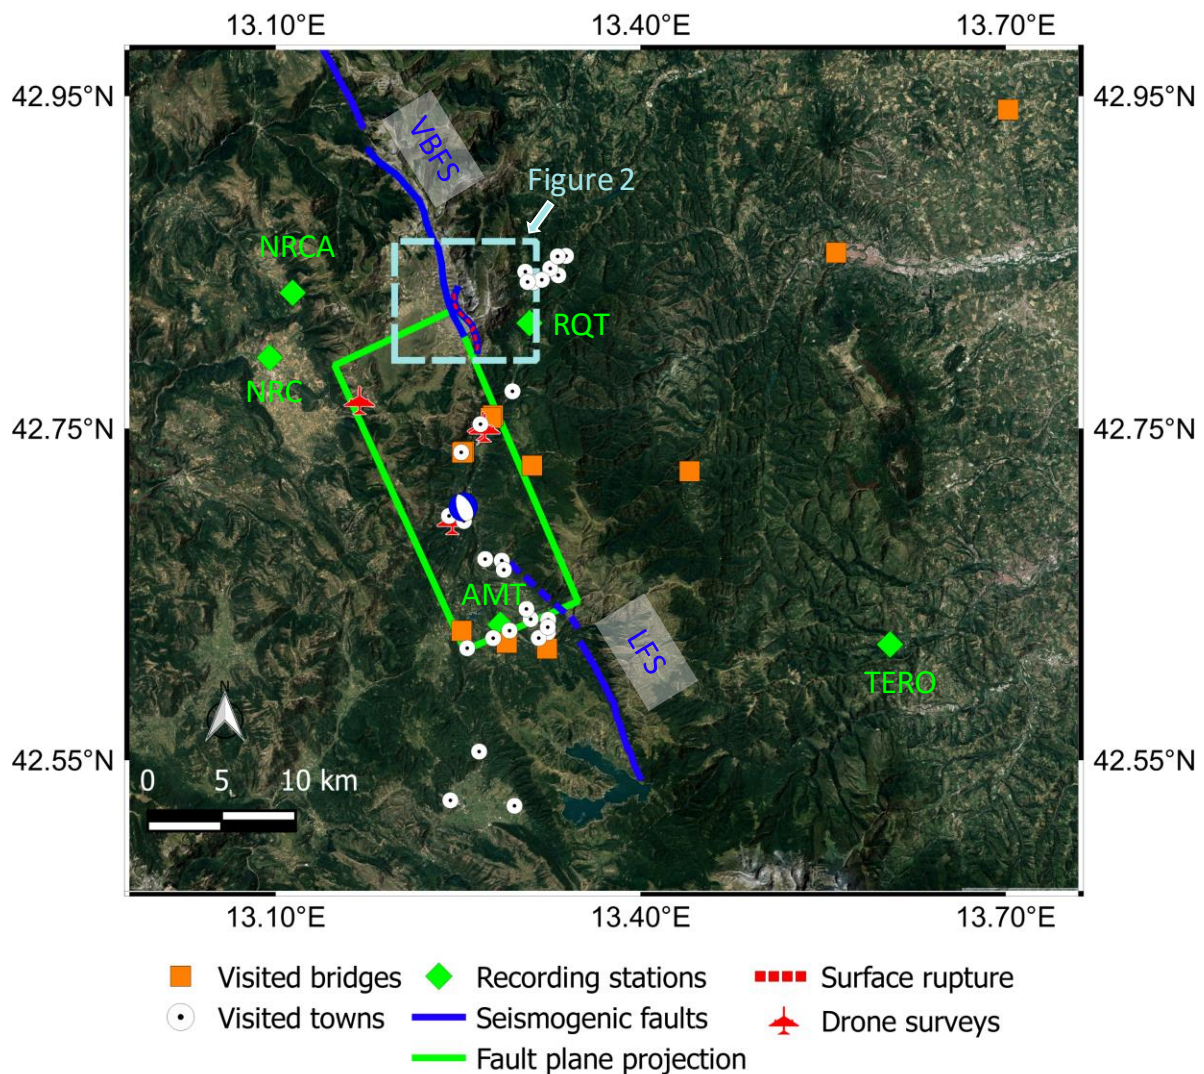 13.10°E 13.40°E 13.70°E
42.95°N 42.95°N
VBFS
Figure 2
NRCA
RQT
NRC
42.75°N 42.75°N
AMT
LFS
TERO
N
42.55°N 42.55°N
0 5 10 km
13.10°E 13.40°E 13.70°E
Visited bridges Recording stations Surface rupture
Visited towns Seismogenic faults Drone surveys
Fault plane projection